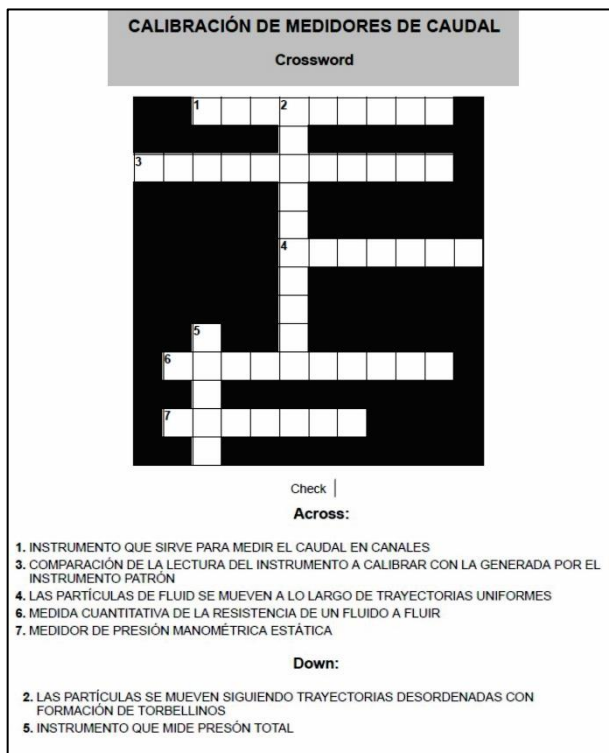 CALIBRACIÓN DE MEDIDORES DE CAUDAL
Crossword
1 2
3
4
5
6
7
Check
Across:
1. INSTRUMENTO QUE SIRVE PARA MEDIR EL CAUDAL EN CANALES
3. COMPARACIÓN DE LA LECTURA DEL INSTRUMENTO A CALIBRAR CON LA GENERADA POR EL
INSTRUMENTO PATRÓN
4. LAS PARTÍCULAS DE FLUID SE MUEVEN A LO LARGO DE TRAYECTORIAS UNIFORMES
6. MEDIDA CUANTITATIVA DE LA RESISTENCIA DE UN FLUIDO A FLUIR
7. MEDIDOR DE PRESIÓN MANOMÉTRICA ESTÁTICA
Down:
2. LAS PARTÍCULAS SE MUEVEN SIGUIENDO TRAYECTORIAS DESORDENADAS CON
FORMACIÓN DE TORBELLINOS
5. INSTRUMENTO QUE MIDE PRESÓN TOTAL